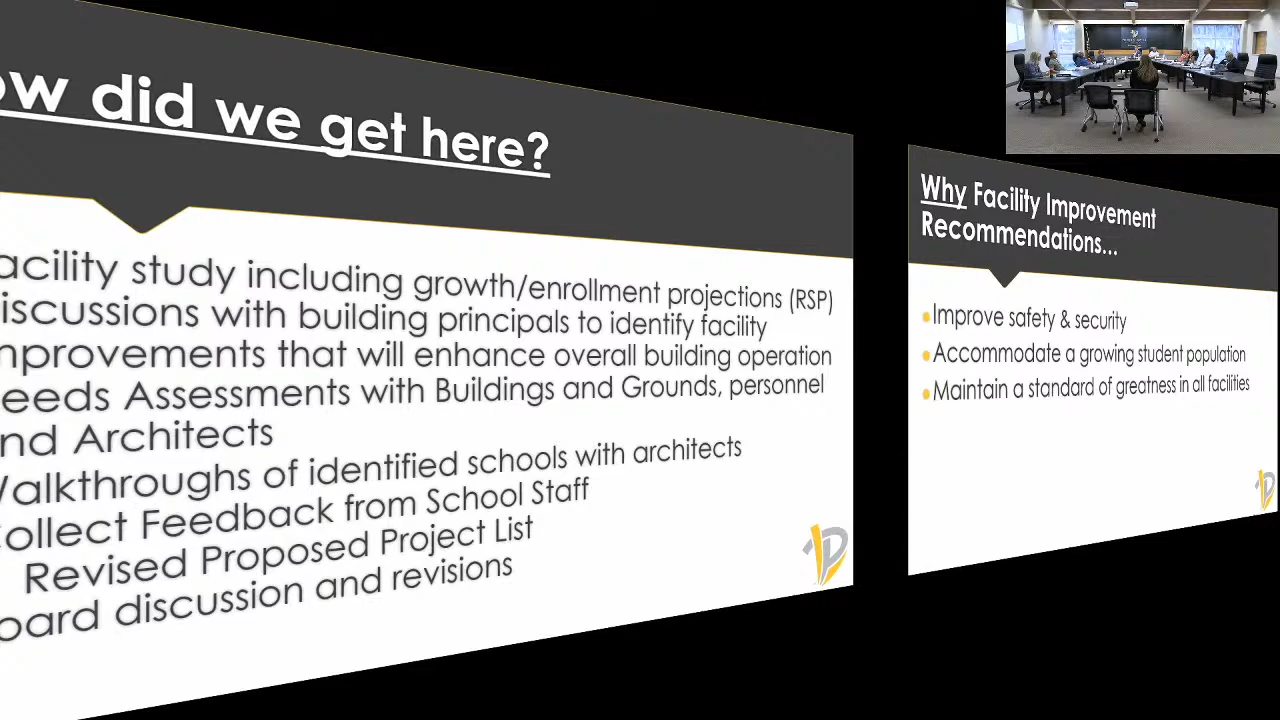 ow did we get here?
acility study including growth/enrollment projections (RSP)
iscussions with building principals to identify facility
mprovements that will enhance overall building operation
eeds Assessments with Buildings and Grounds, personnel
nd Architects
Walkthroughs of identified schools with architects
ollect Feedback from School Staff
Revised Proposed Project List
oard discussion and revisions
Why Facility Improvement
Recommendations...
Improve safety & security
Accommodate a growing student population
Maintain a standard of greatness in all facilities